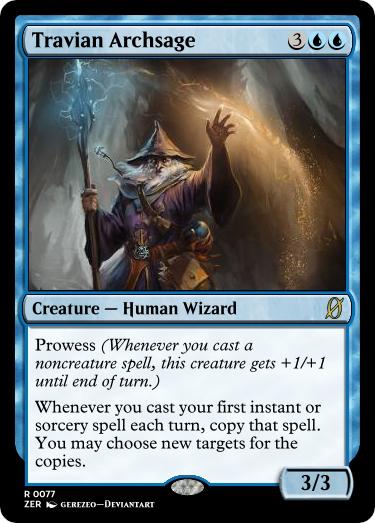 Travian Archsage 3
Creature — Human Wizard
Prowess (Whenever you cast a
noncreature spell, this creature gets +1/+1
until end of turn.)
Whenever you cast your first instant or
sorcery spell each turn, copy that spell.
You may choose new targets for the
copies.
3/3
R 0077
ZER GEREZEO—DEVIANTART